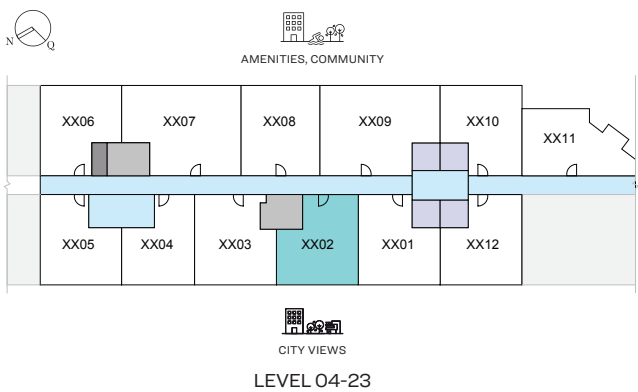 N
Q
AMENITIES, COMMUNITY
XX06 XX07 XX08 XX09 XX10
XX11
XX05 XX04 XX03 XX02 XX01 XX12
CITY VIEWS
LEVEL 04-23